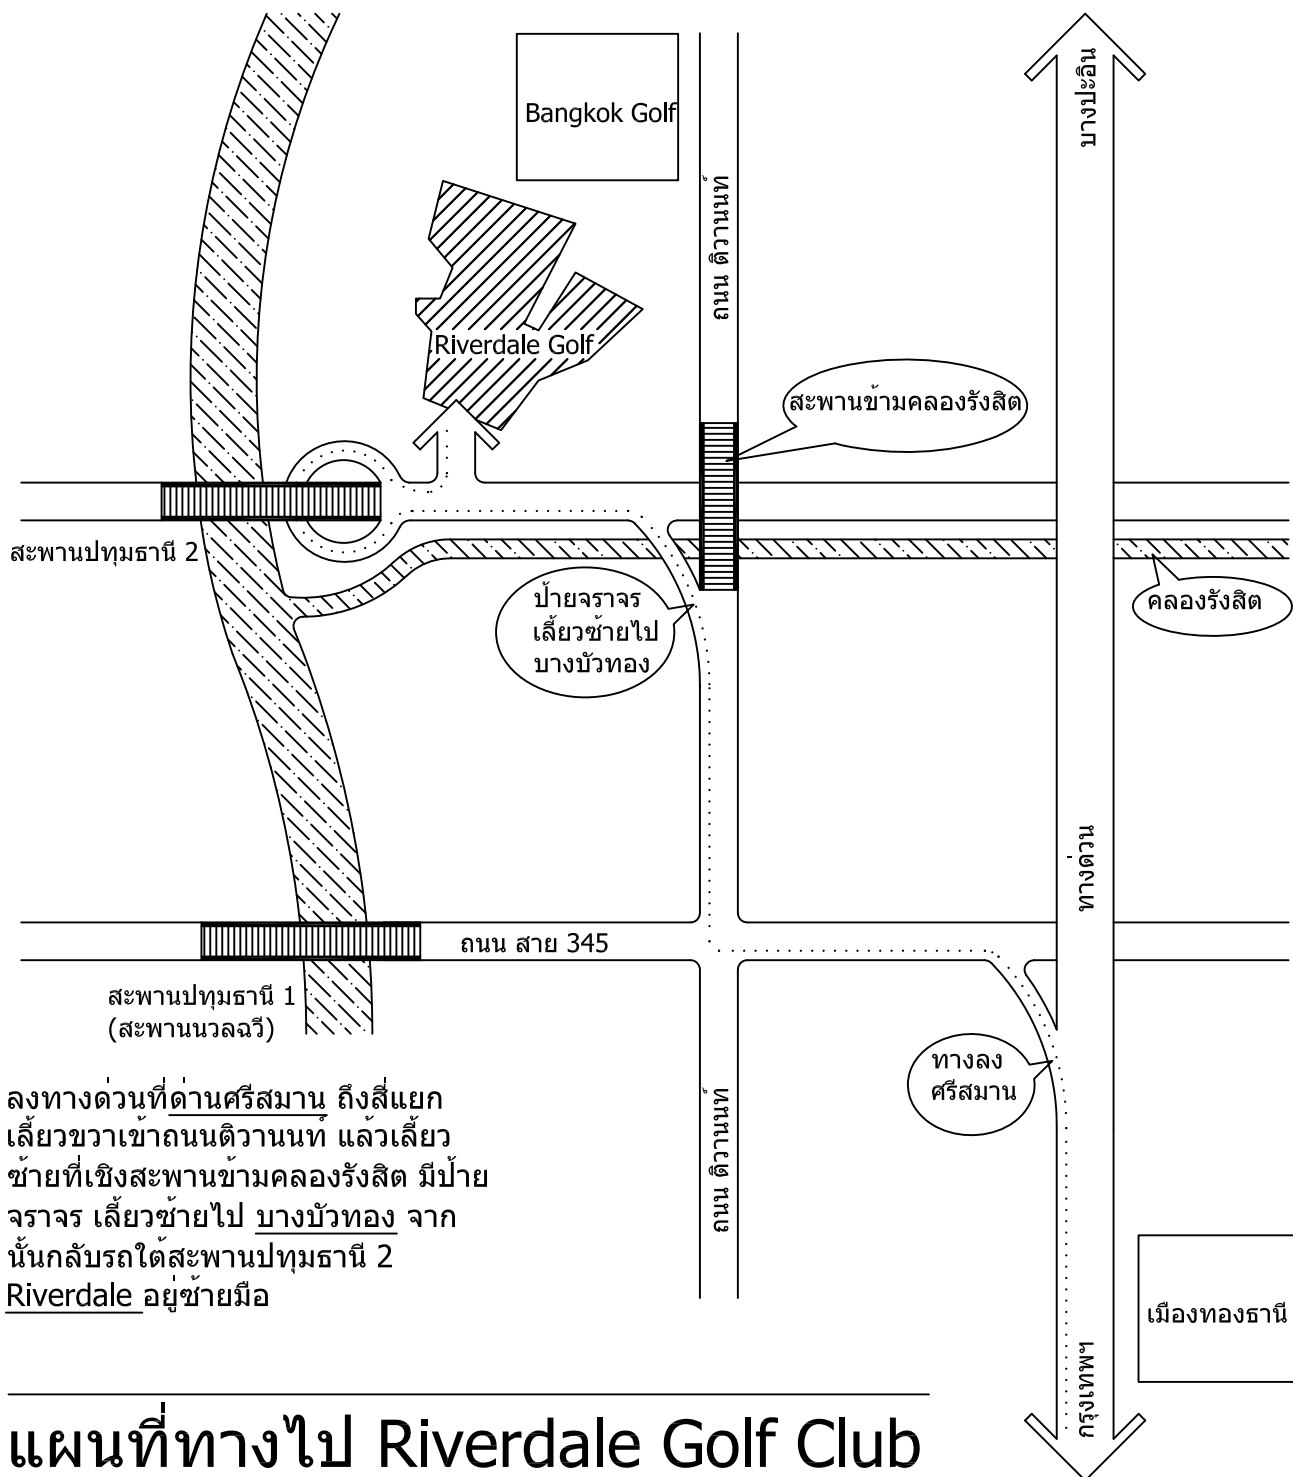 บางปะอิน
Bangkok Golf
ถนน ติวานนท์
Riverdale Golf
สะพานข้ามคลองรังสิต
สะพานปทุมธานี 2
ป้ายจราจร
เลี้ยวซ้ายไป
บางบัวทอง
คลองรังสิต
ทางด่วน
ถนน สาย 345
สะพานปทุมธานี 1
(สะพานนวลฉวี)
ทางลง
ศรีสมาน
ถนน ติวานนท์
ลงทางด่วนที่ด่านศรีสมาน ถึงสี่แยก
เลี้ยวขวาเข้าถนนติวานนท์ แล้วเลี้ยว
ซ้ายที่เชิงสะพานข้ามคลองรังสิต มีป้าย
จราจร เลี้ยวซ้ายไป บางบัวทอง จาก
นั้นกลับรถใต้สะพานปทุมธานี 2
Riverdale อยู่ซ้ายมือ
เมืองทองธานี
กรุงเทพฯ
แผนที่ทางไป Riverdale Golf Club